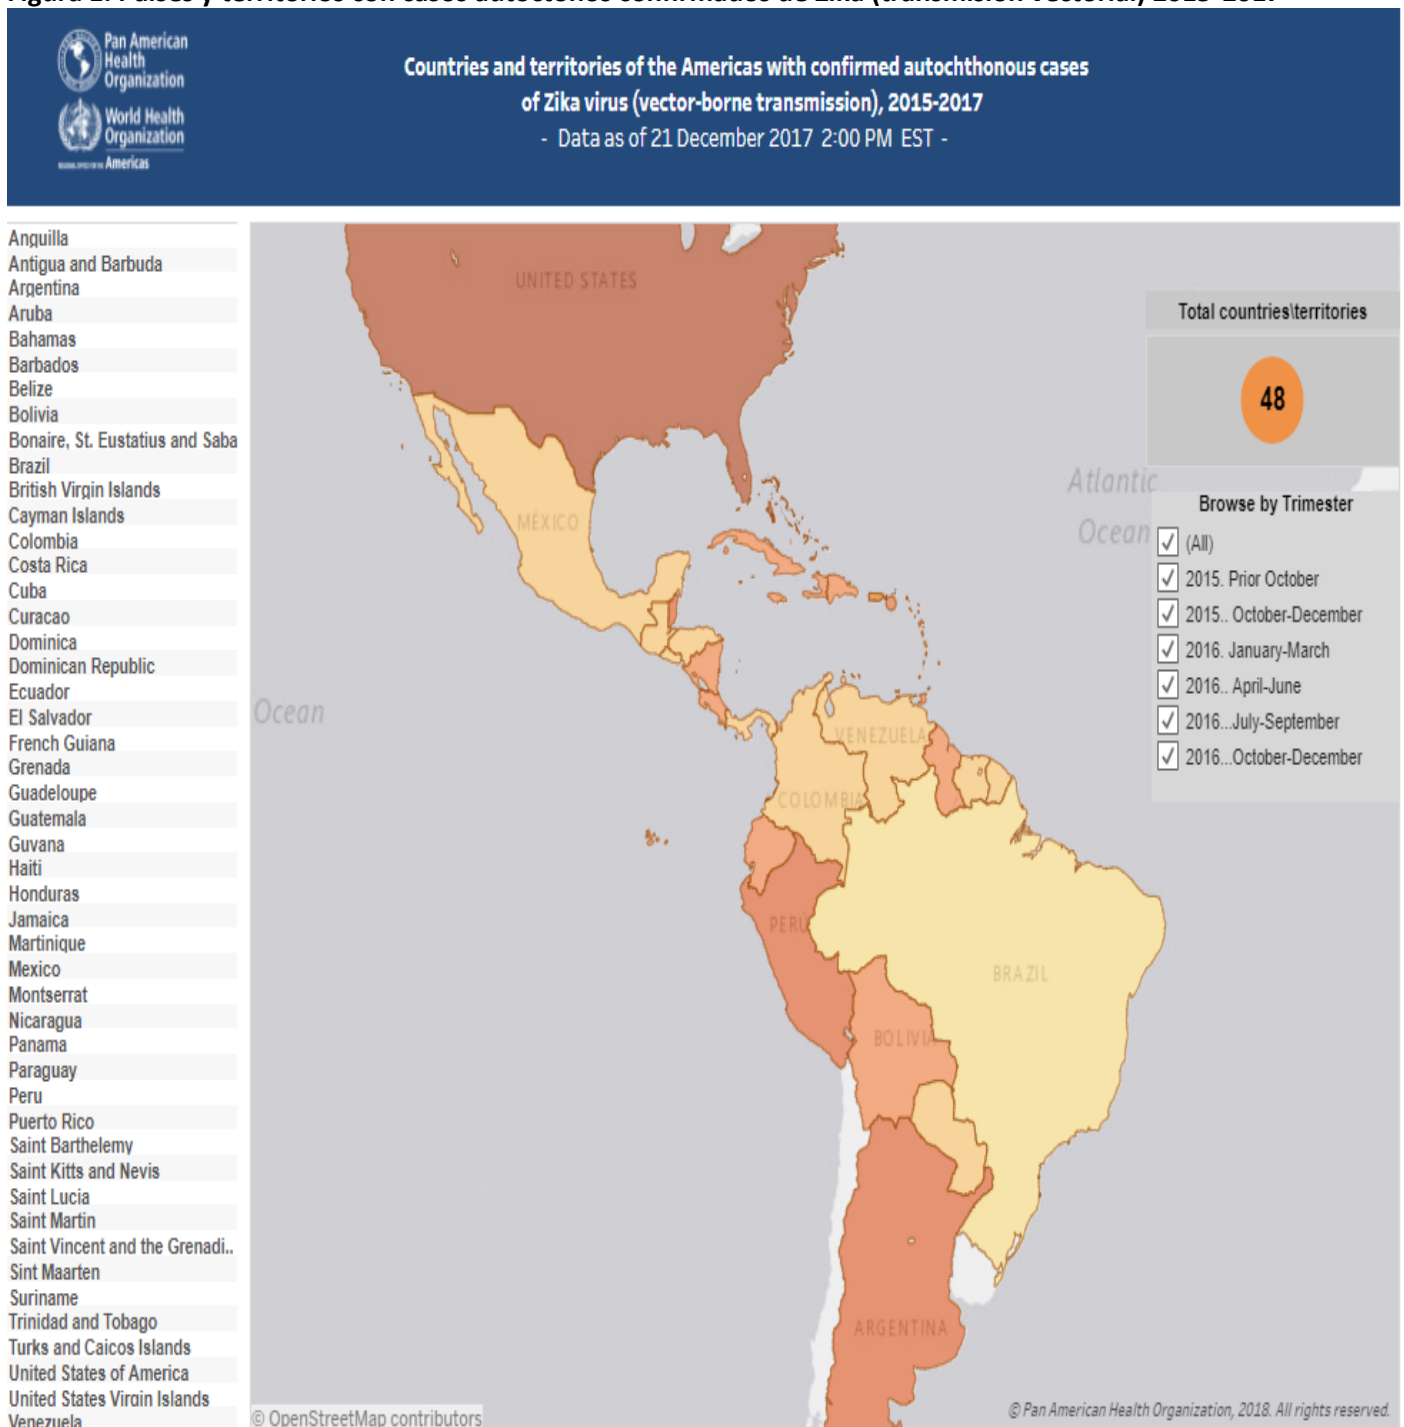 Pan American
Health
Organization
World Health
Organization
Americas
Countries and territories of the Americas with confirmed autochthonous cases
of Zika virus (vector-borne transmission), 2015-2017
- Data as of 21 December 2017 2:00 PM EST -
Anguilla
Antigua and Barbuda
Argentina
Aruba
Bahamas
Barbados
Belize
Bolivia
Bonaire, St. Eustatius and Saba
Brazil
British Virgin Islands
Cayman Islands
Colombia
Costa Rica
Cuba
Curacao
Dominica
Dominican Republic
Ecuador
El Salvador
French Guiana
Grenada
Guadeloupe
Guatemala
Guyana
Haiti
Honduras
Jamaica
Martinique
Mexico
Montserrat
Nicaragua
Panama
Paraguay
Peru
Puerto Rico
Saint Barthelemy
Saint Kitts and Nevis
Saint Lucia
Saint Martin
Saint Vincent and the Grenadi..
Sint Maarten
Suriname
Trinidad and Tobago
Turks and Caicos Islands
United States of America
United States Virgin Islands
Venezuela
UNITED STATES
MÉXICO
Ocean
VENEZUELA
COLOMBIA
PERÚ
BRAZIL
BOLIVIA
ARGENTINA
Atlantic
Ocean
Total countries\territories
48
Browse by Trimester
(All)
2015. Prior October
2015.. October-December
2016. January-March
2016.. April-June
2016...July-September
2016...October-December
© OpenStreetMap contributors
© Pan American Health Organization, 2018. All rights reserved.